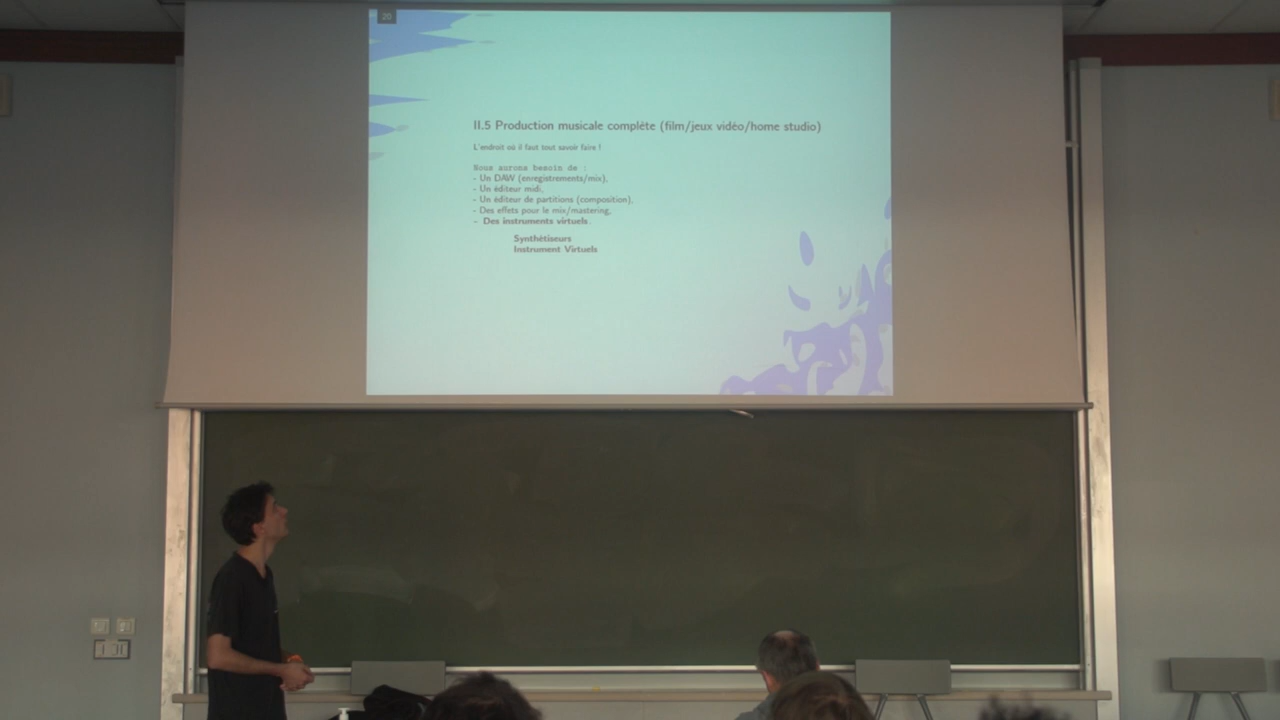 20
II.5 Production musicale complète (film/jeux vidéo/home studio)
L'endroit où il faut tout savoir faire !
Nous aurons besoin de :
- Un DAW (enregistrements/mix),
- Un éditeur midi,
- Un éditeur de partitions (composition),
- Des effets pour le mix/mastering,
- Des instruments virtuels.
Synthétiseurs
Instrument Virtuels